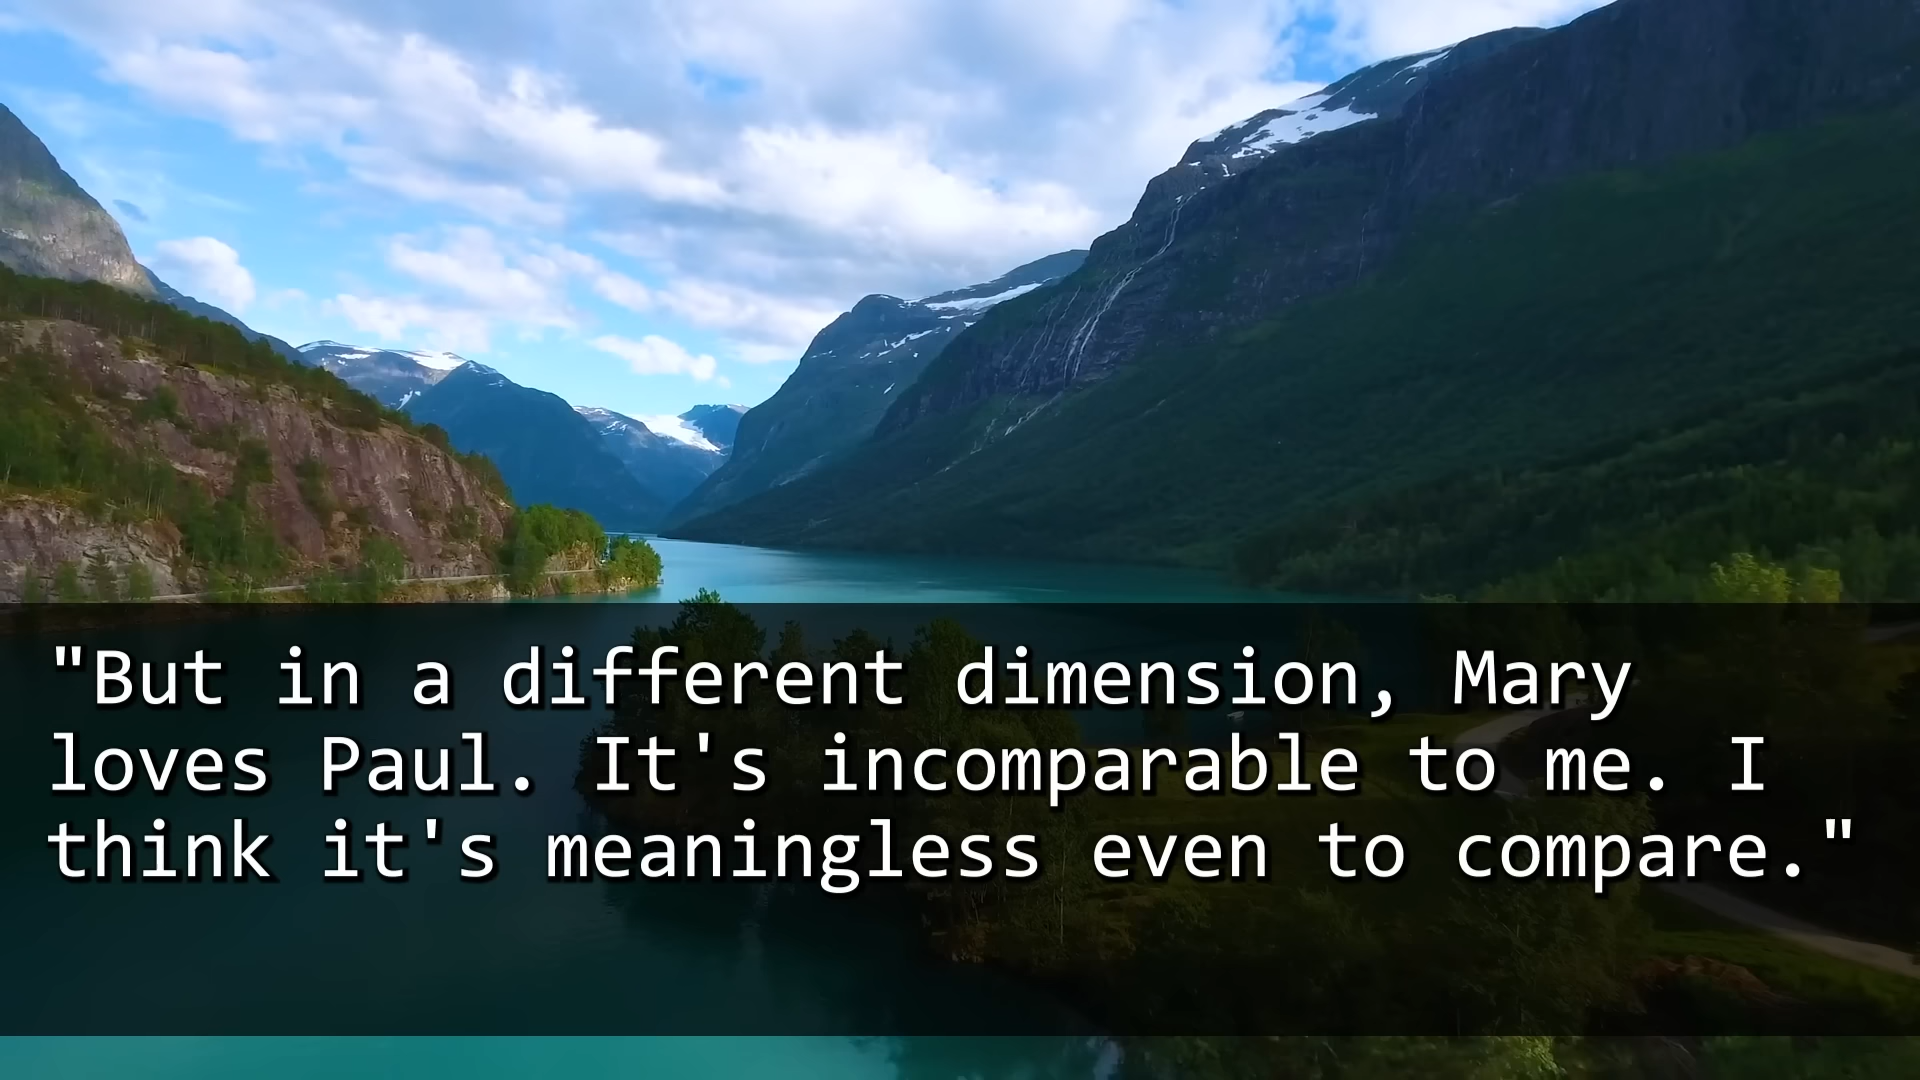 "But in a different dimension, Mary
loves Paul. It's incomparable to me. I
think it's meaningless even to compare."